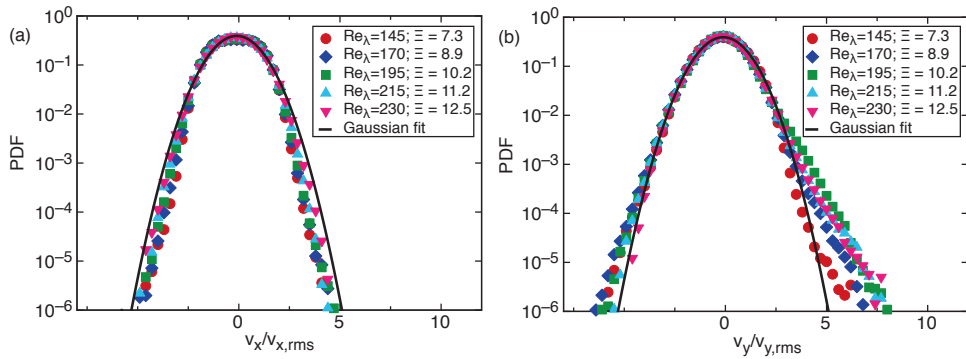 (a)
10^0
10^-1
10^-2
10^-3
10^-4
10^-5
10^-6
PDF
0 5 10
v_x/v_x,rms
Re_λ=145; Ξ = 7.3
Re_λ=170; Ξ = 8.9
Re_λ=195; Ξ = 10.2
Re_λ=215; Ξ = 11.2
Re_λ=230; Ξ = 12.5
Gaussian fit
(b)
10^0
10^-1
10^-2
10^-3
10^-4
10^-5
10^-6
PDF
0 5 10
v_y/v_y,rms
Re_λ=145; Ξ = 7.3
Re_λ=170; Ξ = 8.9
Re_λ=195; Ξ = 10.2
Re_λ=215; Ξ = 11.2
Re_λ=230; Ξ = 12.5
Gaussian fit